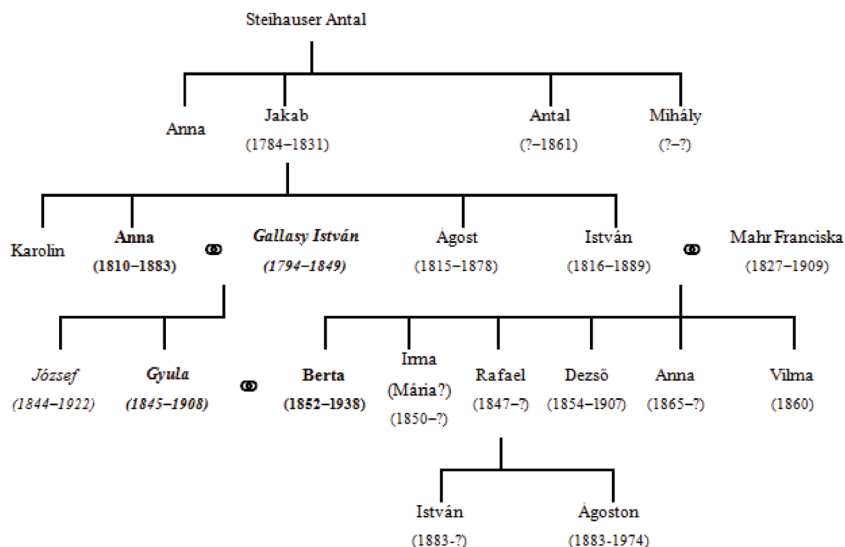 Steihauser Antal
Anna
Jakab
(1784–1831)
Antal
(?–1861)
Mihály
(?–?)
Karolin
Anna
(1810–1883)
Gallasy István
(1794–1849)
Ágost
(1815–1878)
István
(1816–1889)
Mahr Franciska
(1827–1909)
József
(1844–1922)
Gyula
(1845–1908)
Berta
(1852–1938)
Irma
(Mária?)
(1850–?)
Rafael
(1847–?)
Dezső
(1854–1907)
Anna
(1865–?)
Vilma
(1860)
István
(1883-?)
Ágoston
(1883-1974)